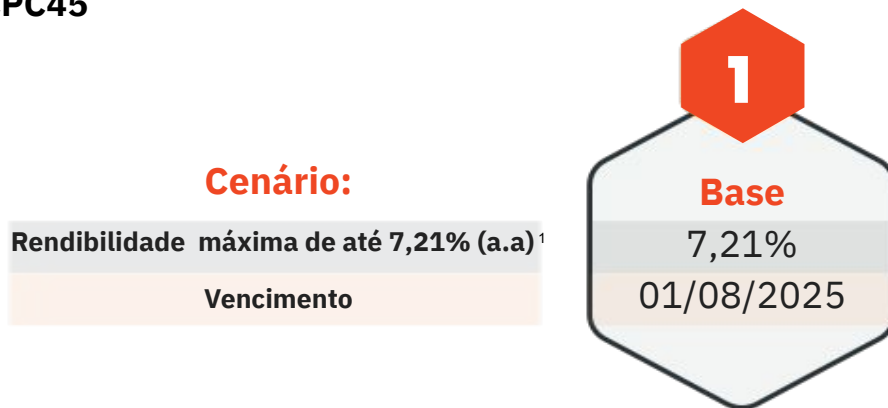 PC45
1
Cenário:
Base
Rendibilidade máxima de até 7,21% (a.a) ¹
7,21%
Vencimento
01/08/2025